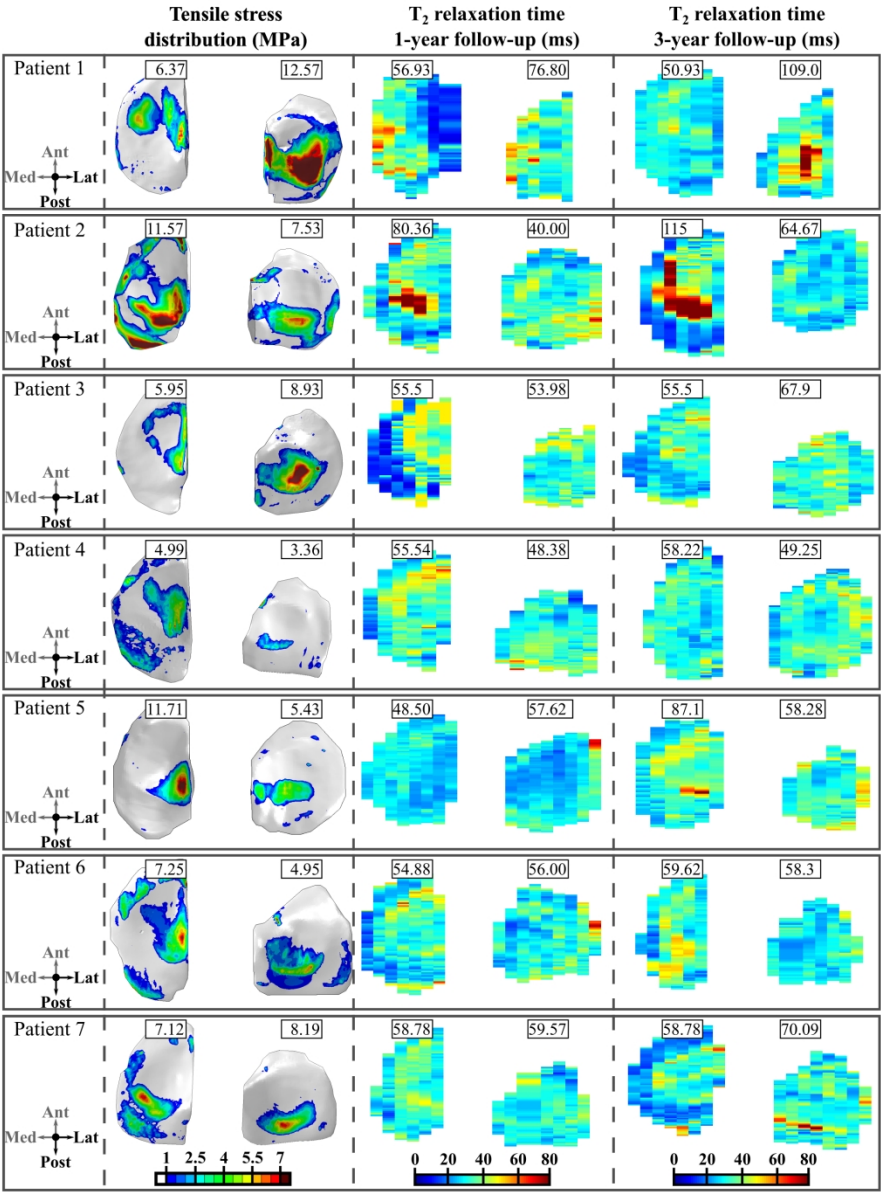 Tensile stress
distribution (MPa)
T₂ relaxation time
1-year follow-up (ms)
T₂ relaxation time
3-year follow-up (ms)
Patient 1
6.37
12.57
56.93
76.80
50.93
109.0
Ant
Med
Lat
Post
Patient 2
11.57
7.53
80.36
40.00
115
64.67
Ant
Med
Lat
Post
Patient 3
5.95
8.93
55.5
53.98
55.5
67.9
Ant
Med
Lat
Post
Patient 4
4.99
3.36
55.54
48.38
58.22
49.25
Ant
Med
Lat
Post
Patient 5
11.71
5.43
48.50
57.62
87.1
58.28
Ant
Med
Lat
Post
Patient 6
7.25
4.95
54.88
56.00
59.62
58.3
Ant
Med
Lat
Post
Patient 7
7.12
8.19
58.78
59.57
58.78
70.09
Ant
Med
Lat
Post
1 2.5 4 5.5 7
0 20 40 60 80
0 20 40 60 80